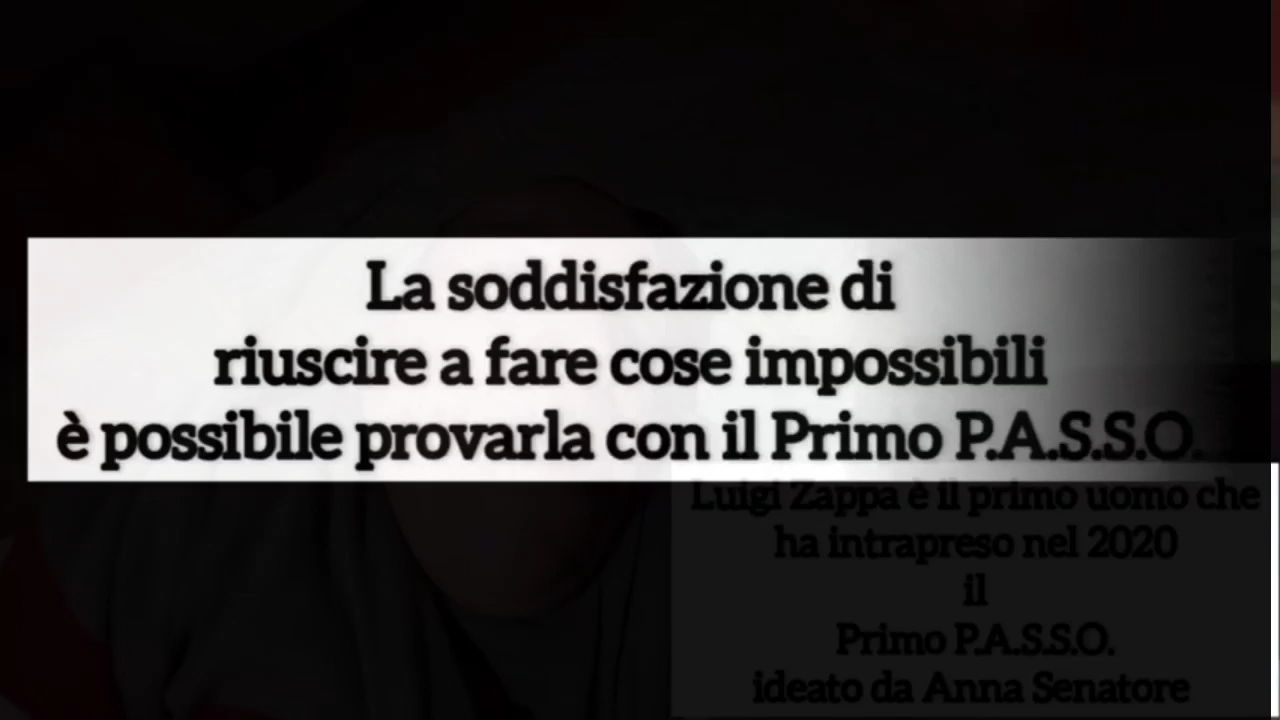 La soddisfazione di
riuscire a fare cose impossibili
è possibile provarla con il Primo P.A.S.S.O.
Luigi Zappa è il primo uomo che
ha intrapreso nel 2020
il
Primo P.A.S.S.O.
ideato da Anna Senatore